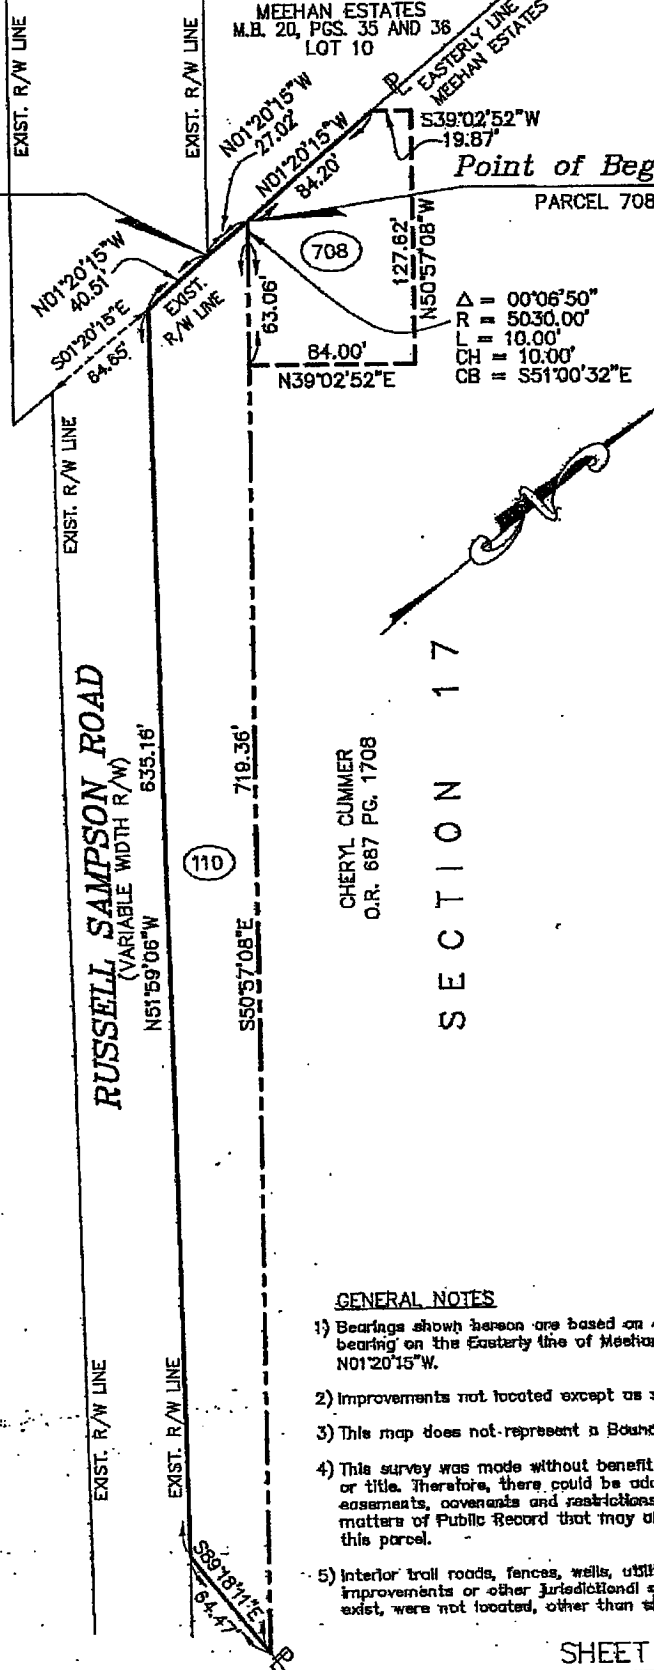 MEEHAN ESTATES
M.B. 20, PGS. 35 AND 36
LOT 10
EXIST. R/W LINE
EXIST. R/W LINE
EASTERLY LINE
MEEHAN ESTATES
N01°20'15"W
27.02'
N01°20'15"W
84.20'
S39°02'52"W
19.87'
Point of Beg
PARCEL 708
N01°20'15"W
40.51'
S01°20'15"E
64.65'
EXIST.
R/W LINE
708
63.06'
127.62'
N50°57'08"W
84.00'
N39°02'52"E
Δ = 00°06'50"
R = 5030.00'
L = 10.00'
CH = 10.00'
CB = S51°00'32"E
EXIST. R/W LINE
RUSSELL SAMPSON ROAD
(VARIABLE WIDTH R/W)
N51°59'06"W
635.16'
110
S50°57'08"E
719.36'
CHERYL CUMMER
O.R. 687 PG. 1708
SECTION 17
EXIST. R/W LINE
EXIST. R/W LINE
S89°18'11"E
64.47'
GENERAL NOTES
1) Bearings shown hereon are based on
bearing on the Easterly line of Meehan
N01°20'15"W.
2) Improvements not located except as
3) This map does not represent a Bound
4) This survey was made without benefit
or title. Therefore, there could be
easements, covenants and restrictions
matters of Public Record that may
this parcel.
5) Interior trail roads, fences, wells,
improvements or other jurisdictional
exist, were not located, other than
SHEET